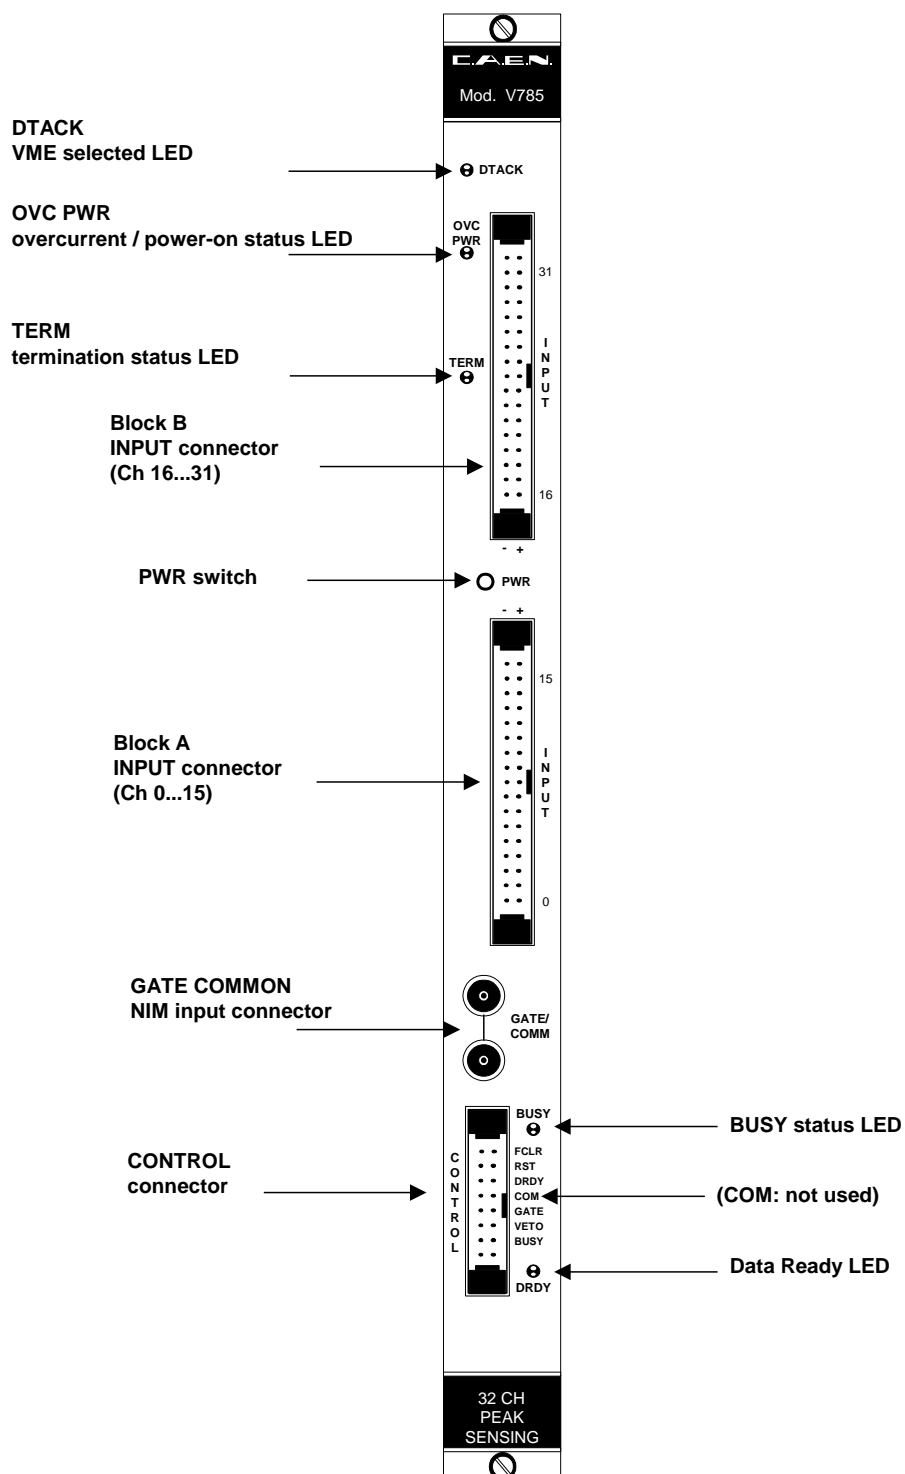 C.A.E.N.
Mod. V785
DTACK
VME selected LED
DTACK
OVC PWR
overcurrent / power-on status LED
OVC
PWR
31
TERM
termination status LED
TERM
I
N
P
U
T
Block B
INPUT connector
(Ch 16...31)
16
- +
PWR switch
PWR
- +
15
Block A
INPUT connector
(Ch 0...15)
I
N
P
U
T
0
GATE COMMON
NIM input connector
GATE/
COMM
BUSY
BUSY status LED
CONTROL
connector
C
O
N
T
R
O
L
FCLR
RST
DRDY
COM
GATE
VETO
BUSY
(COM: not used)
Data Ready LED
DRDY
32 CH
PEAK
SENSING